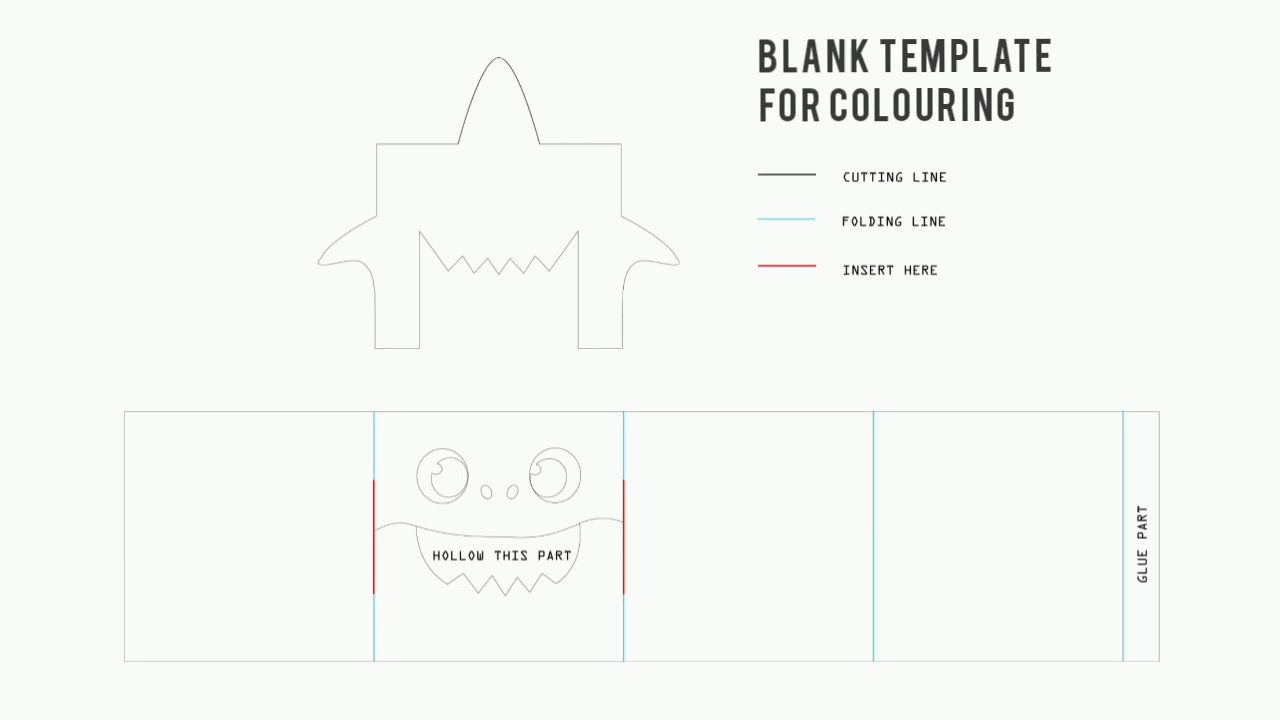 BLANK TEMPLATE
FOR COLOURING
CUTTING LINE
FOLDING LINE
INSERT HERE
HOLLOW THIS PART
GLUE PART